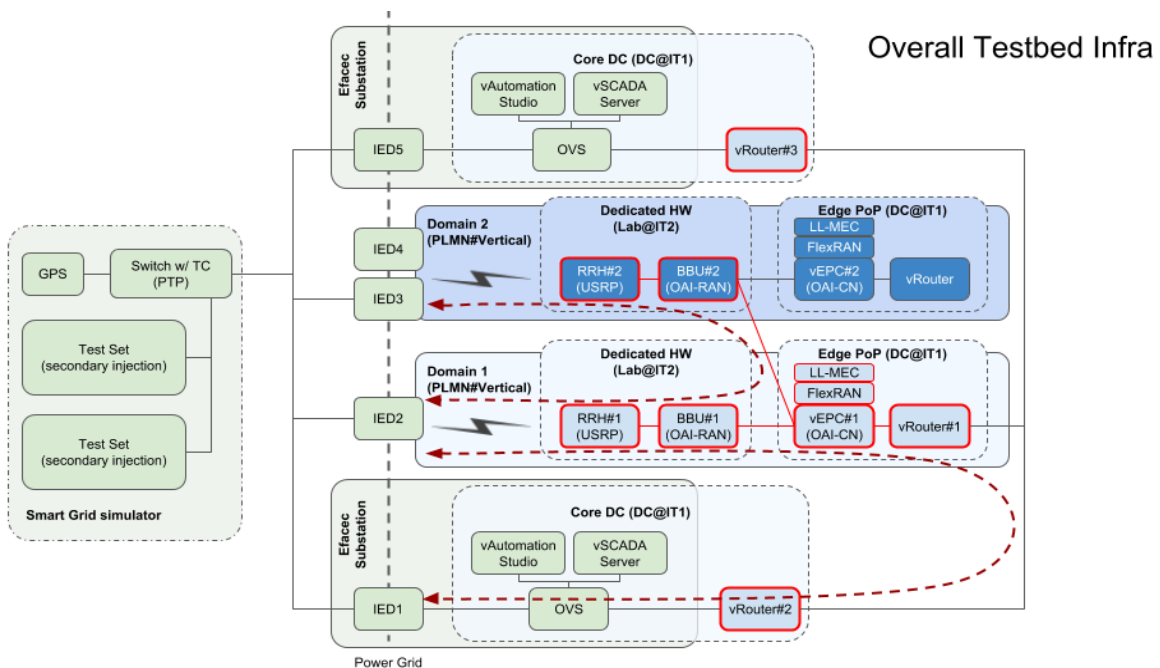 Overall Testbed Infra
Efacec
Substation
Core DC (DC@IT1)
vAutomation
Studio
vSCADA
Server
IED5
OVS
vRouter#3
Domain 2
(PLMN#Vertical)
Dedicated HW
(Lab@IT2)
Edge PoP (DC@IT1)
LL-MEC
FlexRAN
IED4
IED3
RRH#2
(USRP)
BBU#2
(OAI-RAN)
vEPC#2
(OAI-CN)
vRouter
GPS
Switch w/ TC
(PTP)
Test Set
(secondary injection)
Test Set
(secondary injection)
Smart Grid simulator
Domain 1
(PLMN#Vertical)
Dedicated HW
(Lab@IT2)
Edge PoP (DC@IT1)
LL-MEC
FlexRAN
IED2
RRH#1
(USRP)
BBU#1
(OAI-RAN)
vEPC#1
(OAI-CN)
vRouter#1
Efacec
Substation
Core DC (DC@IT1)
vAutomation
Studio
vSCADA
Server
IED1
OVS
vRouter#2
Power Grid